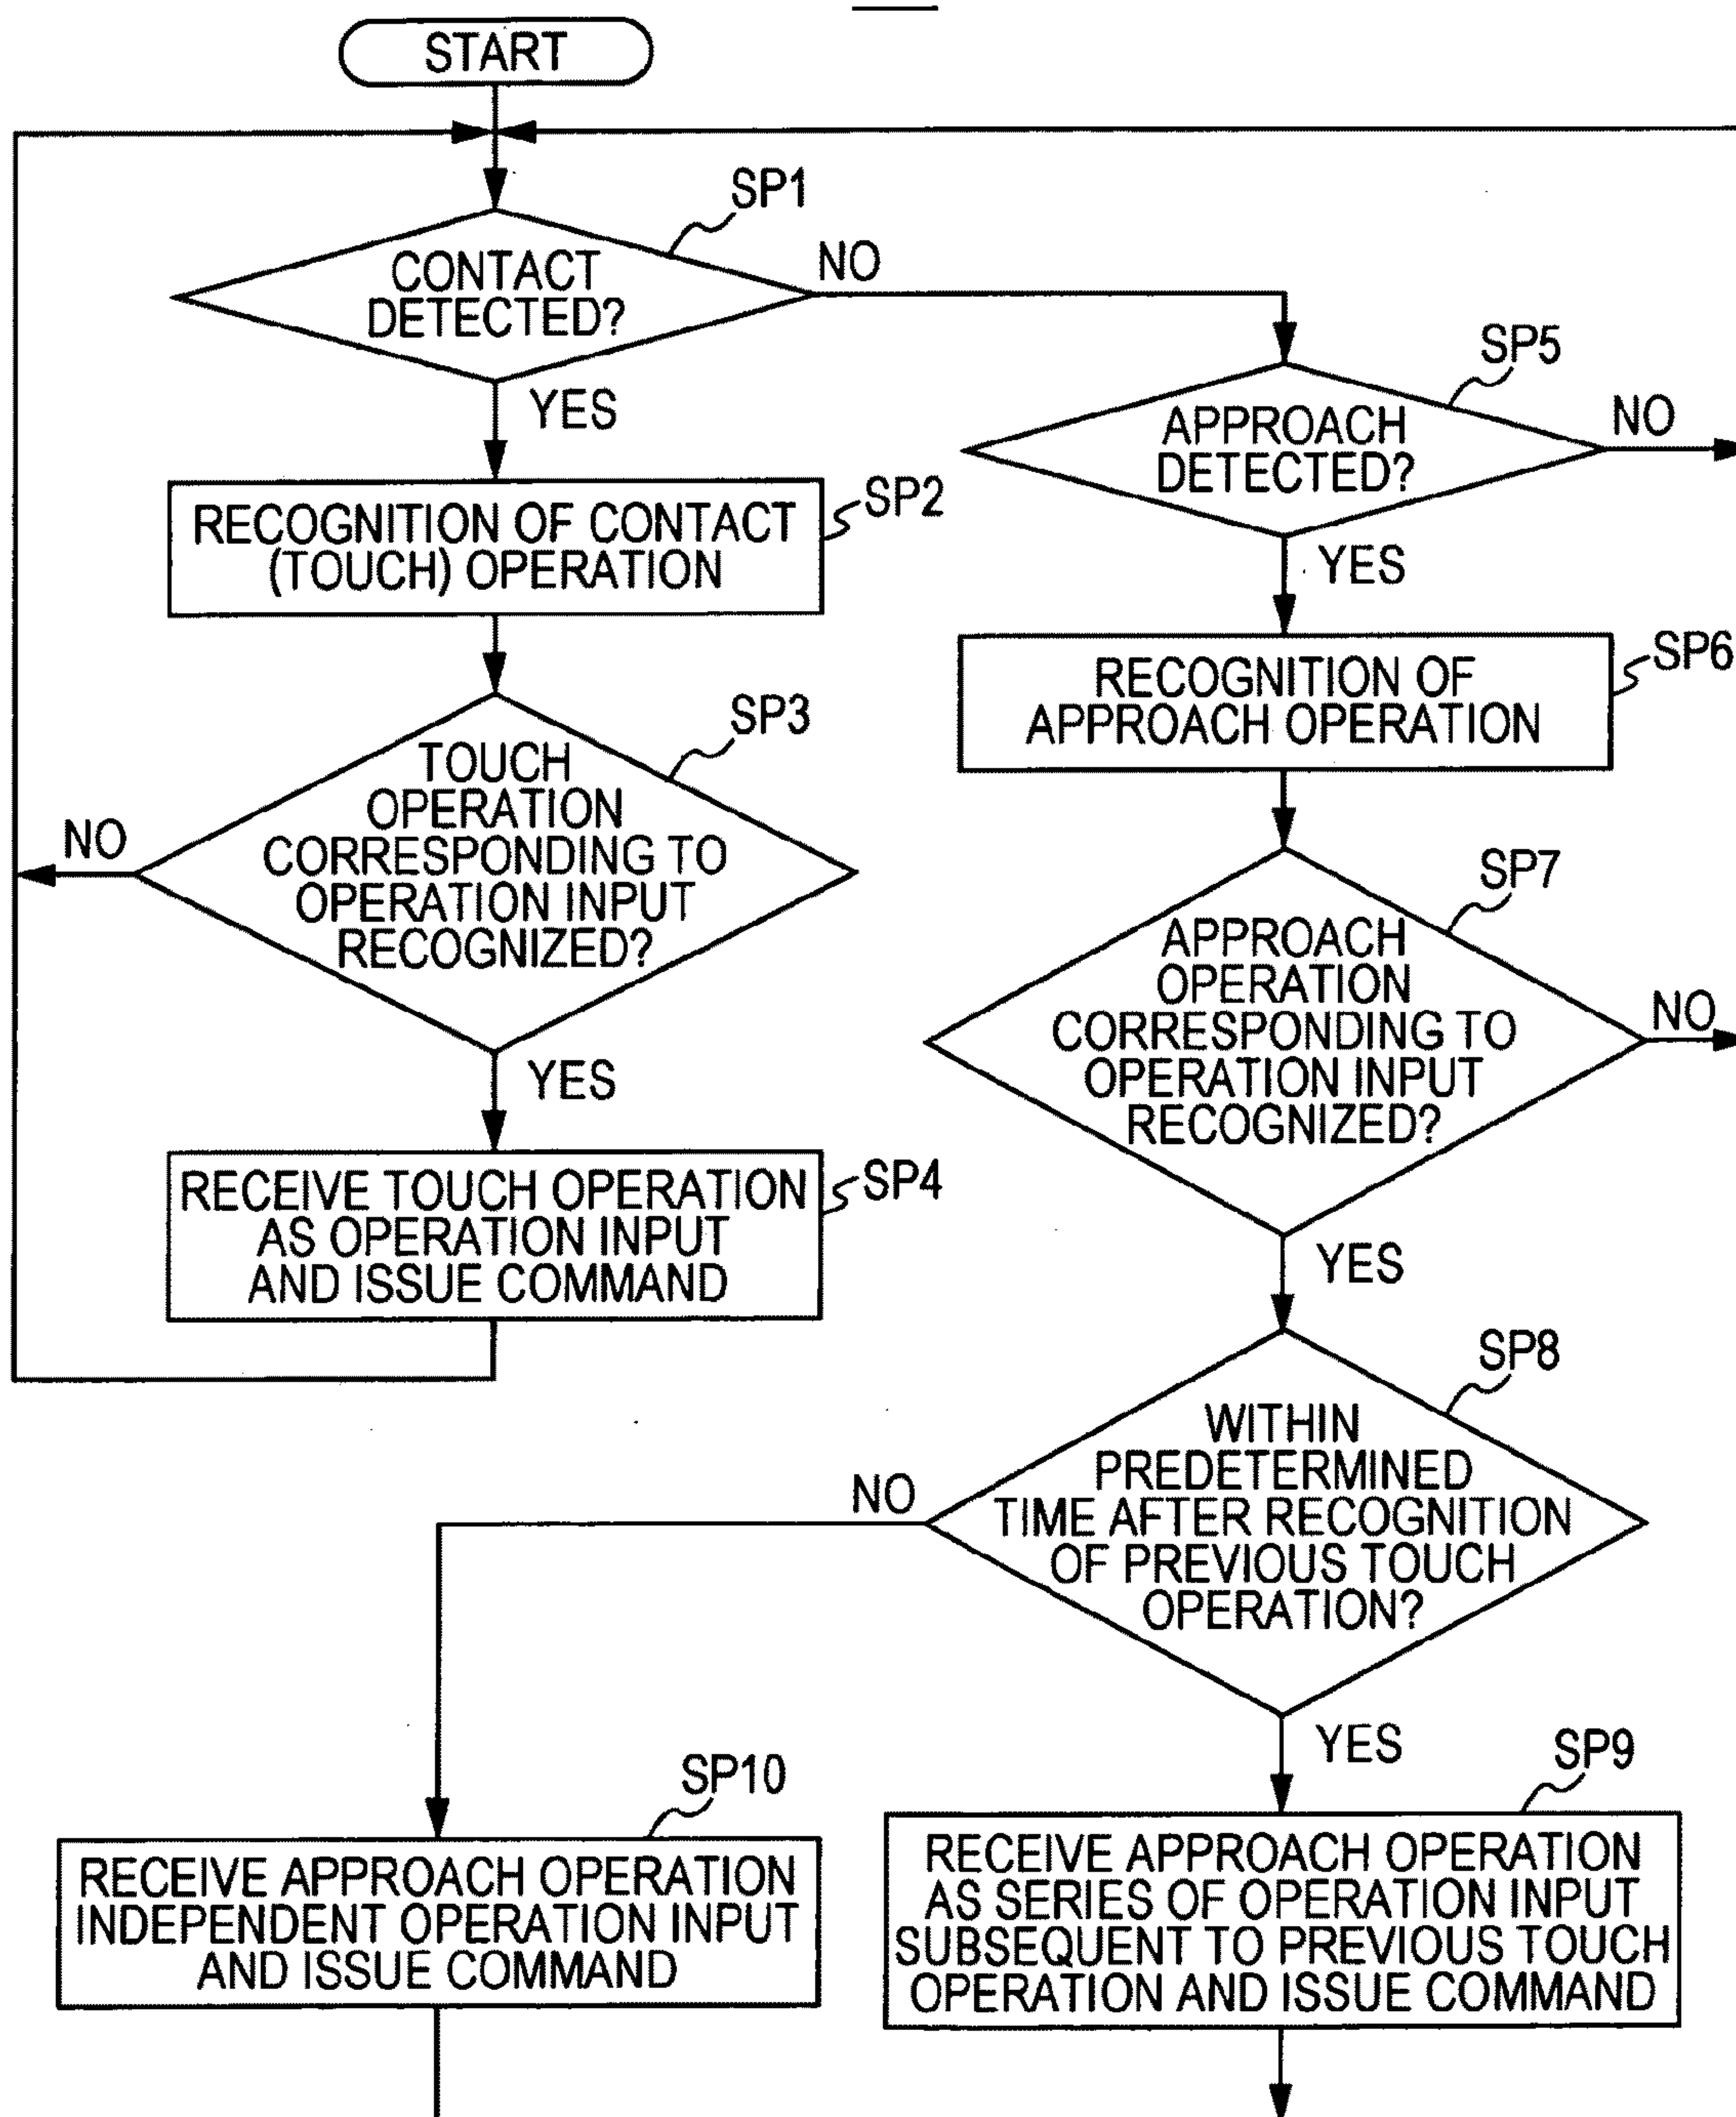 START
SP1
CONTACT
DETECTED?
NO
YES
SP2
RECOGNITION OF CONTACT
(TOUCH) OPERATION
SP3
TOUCH
OPERATION
CORRESPONDING TO
OPERATION INPUT
RECOGNIZED?
NO
YES
SP4
RECEIVE TOUCH OPERATION
AS OPERATION INPUT
AND ISSUE COMMAND
SP5
APPROACH
DETECTED?
NO
YES
SP6
RECOGNITION OF
APPROACH OPERATION
SP7
APPROACH
OPERATION
CORRESPONDING TO
OPERATION INPUT
RECOGNIZED?
NO
YES
SP8
WITHIN
PREDETERMINED
TIME AFTER RECOGNITION
OF PREVIOUS TOUCH
OPERATION?
NO
YES
SP10
RECEIVE APPROACH OPERATION
INDEPENDENT OPERATION INPUT
AND ISSUE COMMAND
SP9
RECEIVE APPROACH OPERATION
AS SERIES OF OPERATION INPUT
SUBSEQUENT TO PREVIOUS TOUCH
OPERATION AND ISSUE COMMAND